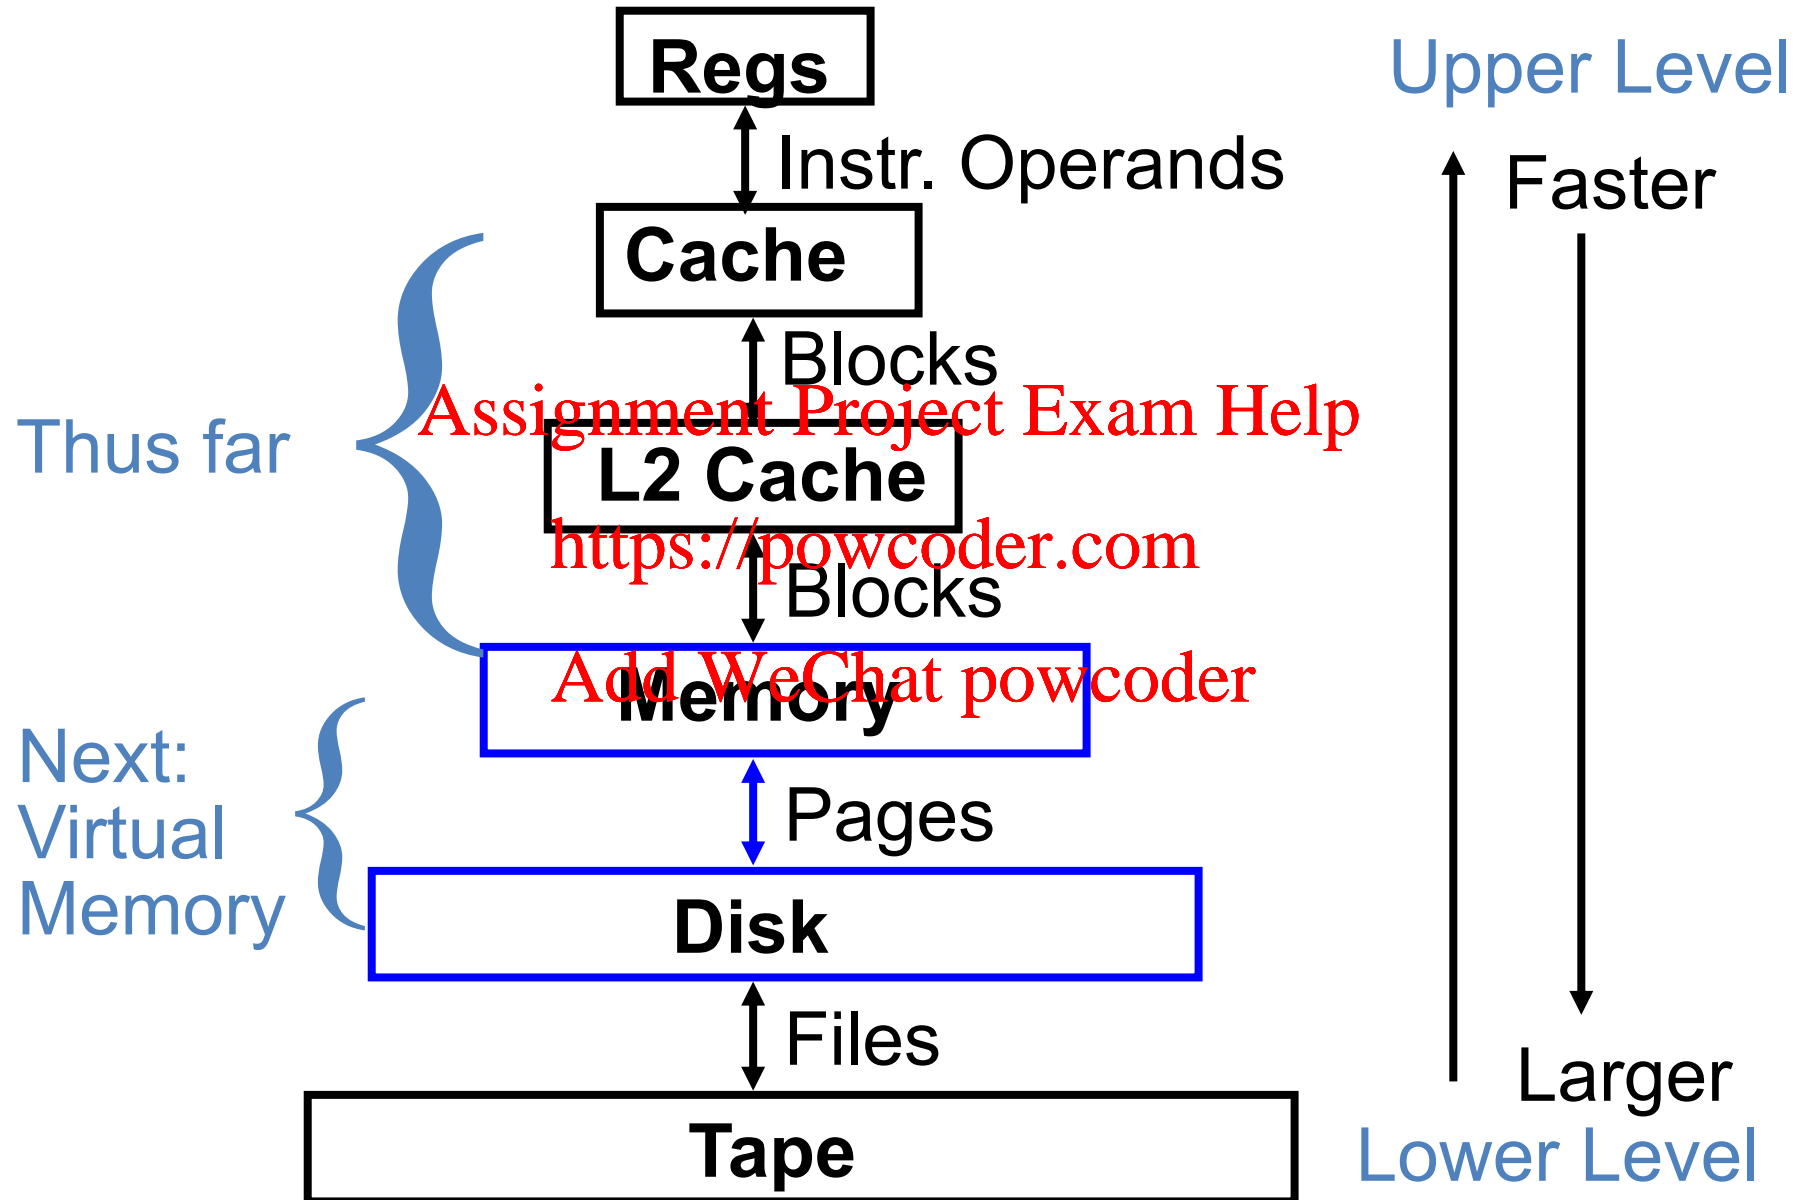 Regs
Upper Level
Instr. Operands
Faster
Cache
Blocks
Assignment Project Exam Help
Thus far
L2 Cache
https://powcoder.com
Blocks
Add WeChat powcoder
Memory
Next:
Virtual
Memory
Pages
Disk
Files
Larger
Tape
Lower Level